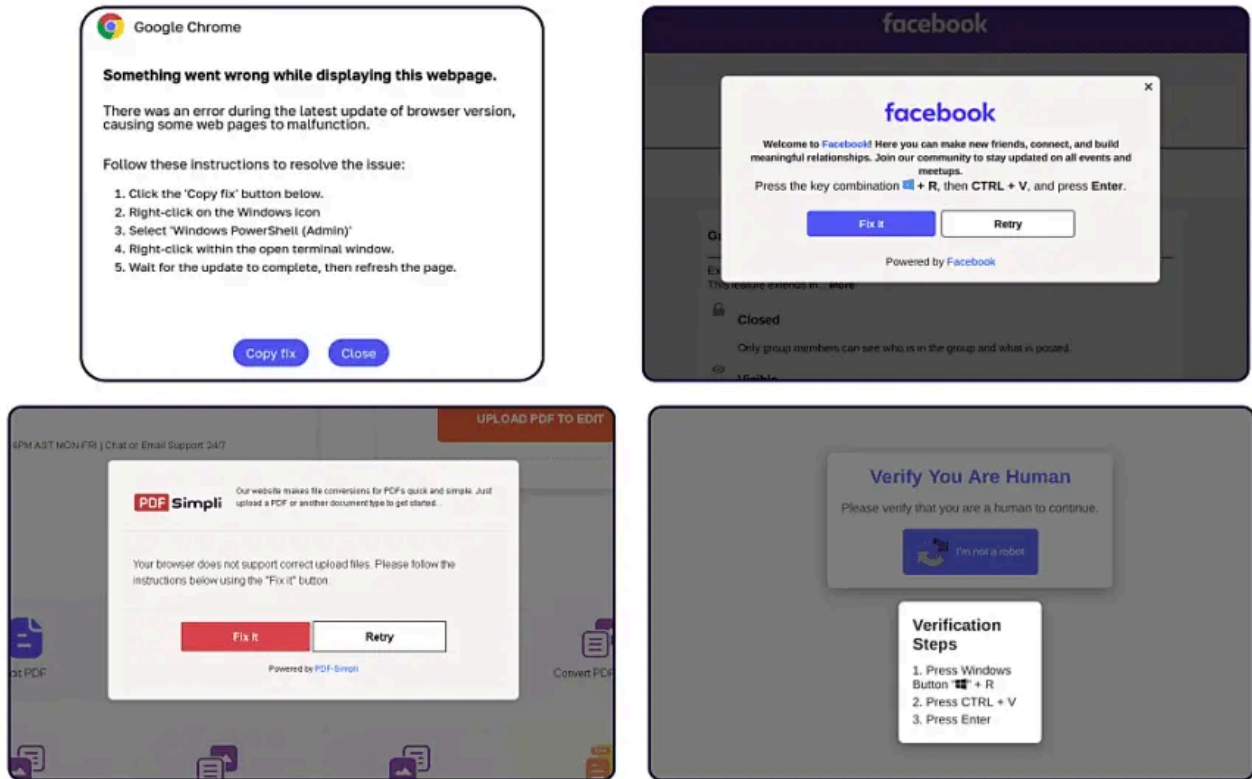 Google Chrome
Something went wrong while displaying this webpage.
There was an error during the latest update of browser version,
causing some web pages to malfunction.
Follow these instructions to resolve the issue:
1. Click the 'Copy fix' button below.
2. Right-click on the Windows icon
3. Select 'Windows PowerShell (Admin)'
4. Right-click within the open terminal window.
5. Wait for the update to complete, then refresh the page.
Copy fix
Close
facebook
facebook
Welcome to Facebook! Here you can make new friends, connect, and build
meaningful relationships. Join our community to stay updated on all events and
meetups.
Press the key combination + R, then CTRL + V, and press Enter.
Fix it
Retry
Powered by Facebook
This feature extends in... More
Closed
Only group members can see who is in the group and what is posted.
Visible
UPLOAD PDF TO EDIT
6PM AST MON-FRI | Chat or Email Support 24/7
PDF Simpli
Our website makes file conversions for PDFs quick and simple. Just
upload a PDF or another document type to get started...
Your browser does not support correct upload files. Please follow the
instructions below using the "Fix it" button
Fix It
Retry
Powered by PDF-Simpli
PDF
Convert PDF
Verify You Are Human
Please verify that you are a human to continue.
I'm not a robot
Verification
Steps
1. Press Windows
Button "" + R
2. Press CTRL + V
3. Press Enter